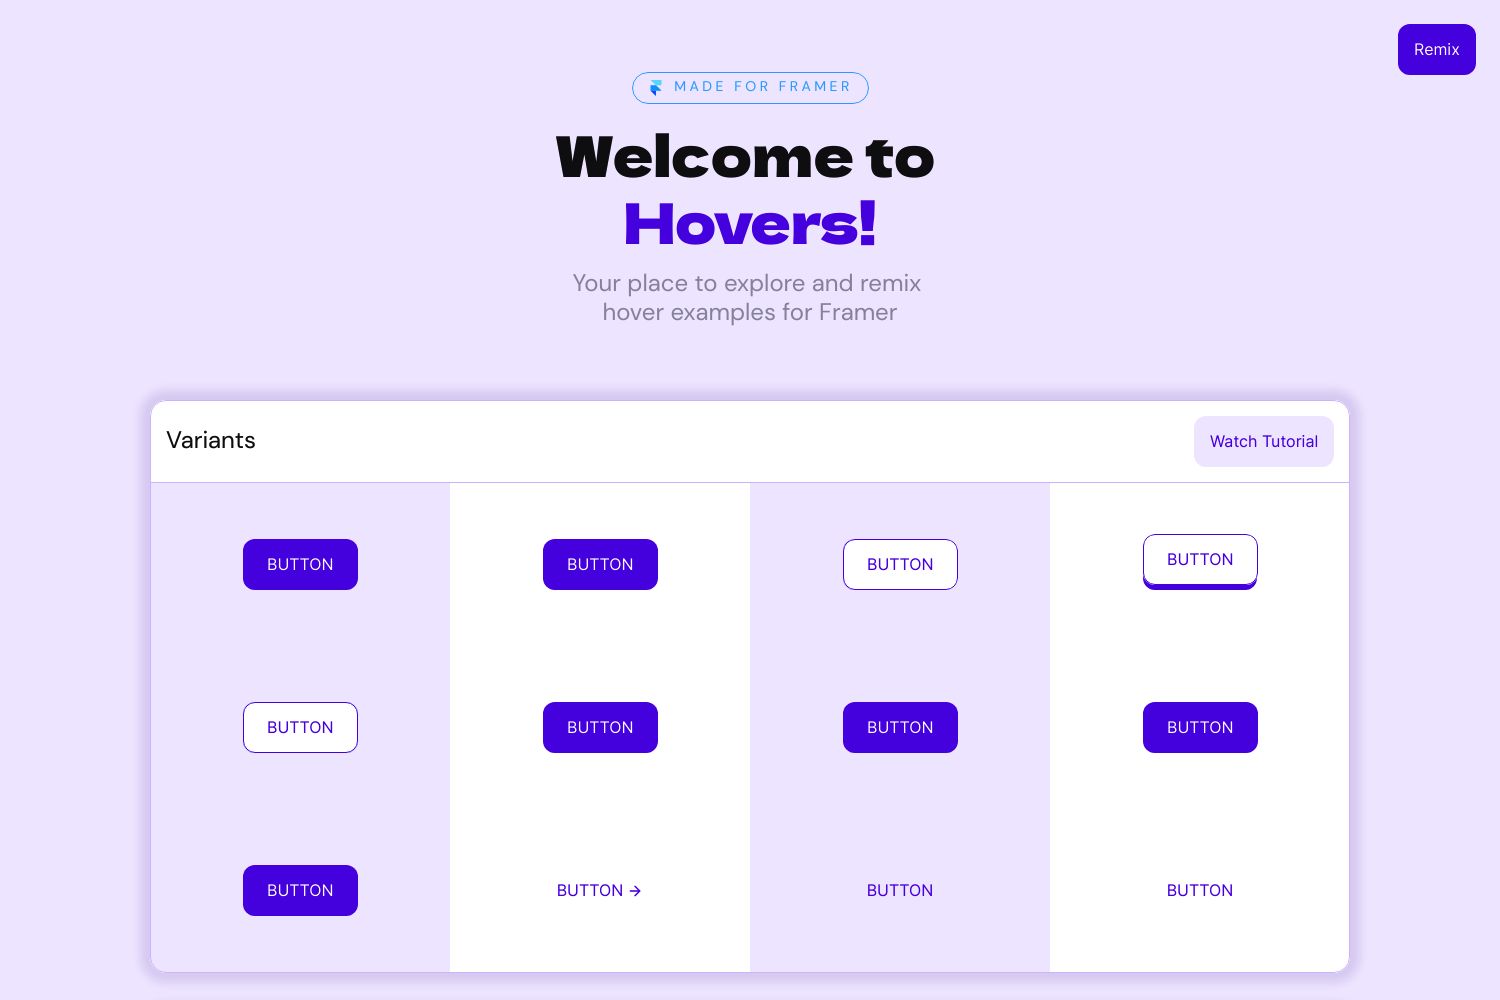 Remix
MADE FOR FRAMER
Welcome to
Hovers!
Your place to explore and remix
hover examples for Framer
Variants
Watch Tutorial
BUTTON
BUTTON
BUTTON
BUTTON
BUTTON
BUTTON
BUTTON
BUTTON
BUTTON
BUTTON →
BUTTON
BUTTON